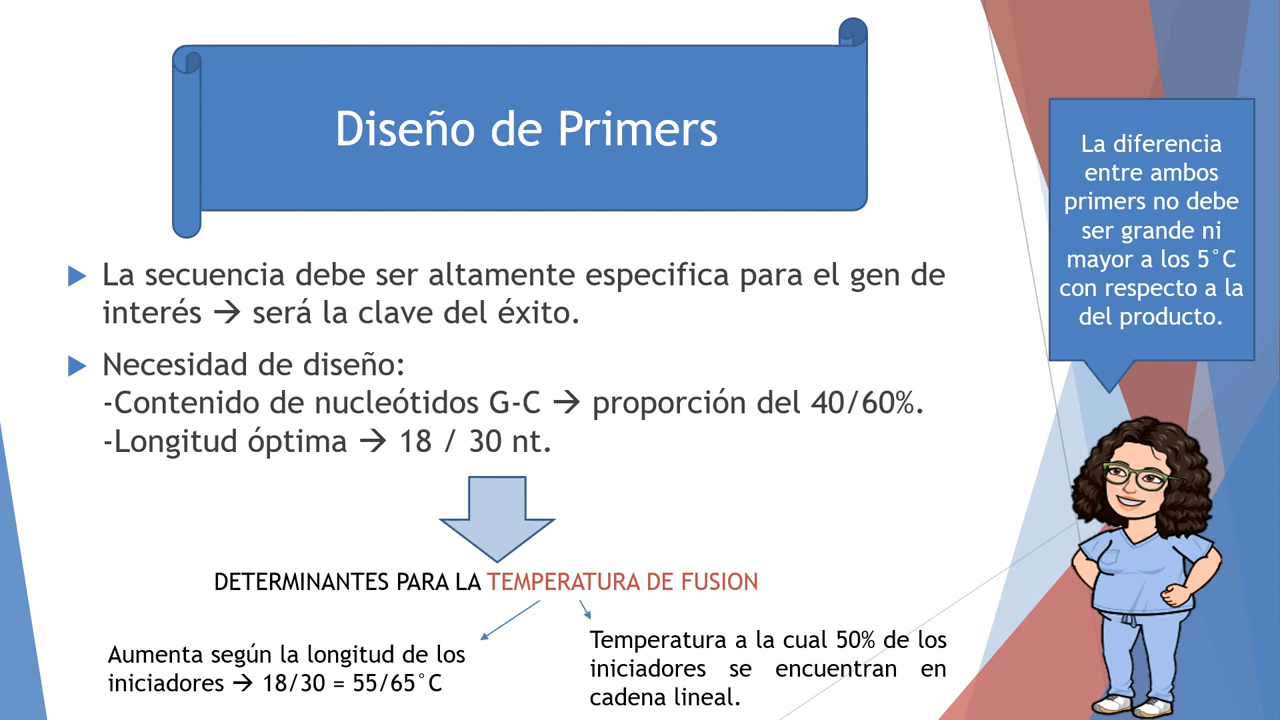 Diseño de Primers
La diferencia
entre ambos
primers no debe
ser grande ni
mayor a los 5°C
con respecto a la
del producto.
La secuencia debe ser altamente especifica para el gen de
interés → será la clave del éxito.
Necesidad de diseño:
-Contenido de nucleótidos G-C → proporción del 40/60%.
-Longitud óptima → 18 / 30 nt.
DETERMINANTES PARA LA TEMPERATURA DE FUSION
Aumenta según la longitud de los
iniciadores → 18/30 = 55/65°C
Temperatura a la cual 50% de los
iniciadores se encuentran en
cadena lineal.